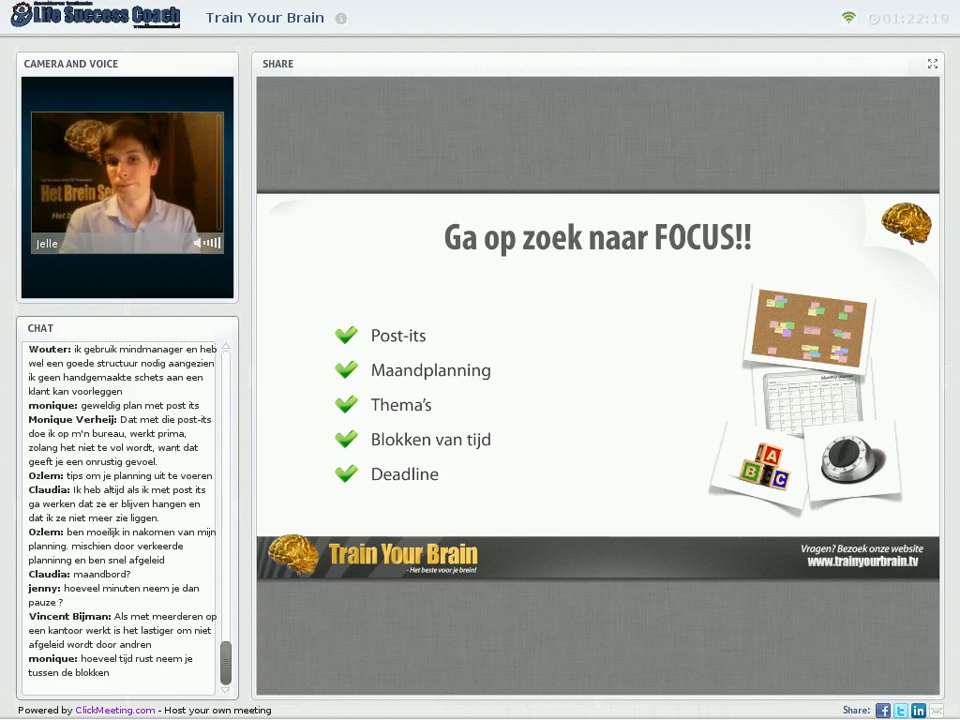 Life Success Coach
Train Your Brain
01:22:19
CAMERA AND VOICE
SHARE
Het Brein
Jelle
Ga op zoek naar FOCUS!!
Post-its
Maandplanning
Thema's
Blokken van tijd
Deadline
A
B C
Train Your Brain
- Het beste voor je brein!
Vragen? Bezoek onze website
www.trainyourbrain.tv
CHAT
Wouter: ik gebruik mindmanager en heb
wel een goede structuur nodig aangezien
ik geen handgemaakte schets aan een
klant kan voorleggen
monique: geweldig plan met post its
Monique Verheij: Dat met die post-its
doe ik op m'n bureau, werkt prima,
zolang het niet te vol wordt, want dat
geeft je een onrustig gevoel.
Ozlem: tips om je planning uit te voeren
Claudia: Ik heb altijd als ik met post its
ga werken dat ze er blijven hangen en
dat ik ze niet meer zie liggen.
Ozlem: ben moeilijk in nakomen van mijn
planning. mischien door verkeerde
planninng en ben snel afgeleid
Claudia: maandbord?
jenny: hoeveel minuten neem je dan
pauze ?
Vincent Bijman: Als met meerderen op
een kantoor werkt is het lastiger om niet
afgeleid wordt door andren
monique: hoeveel tijd rust neem je
tussen de blokken
Powered by ClickMeeting.com - Host your own meeting
Share: